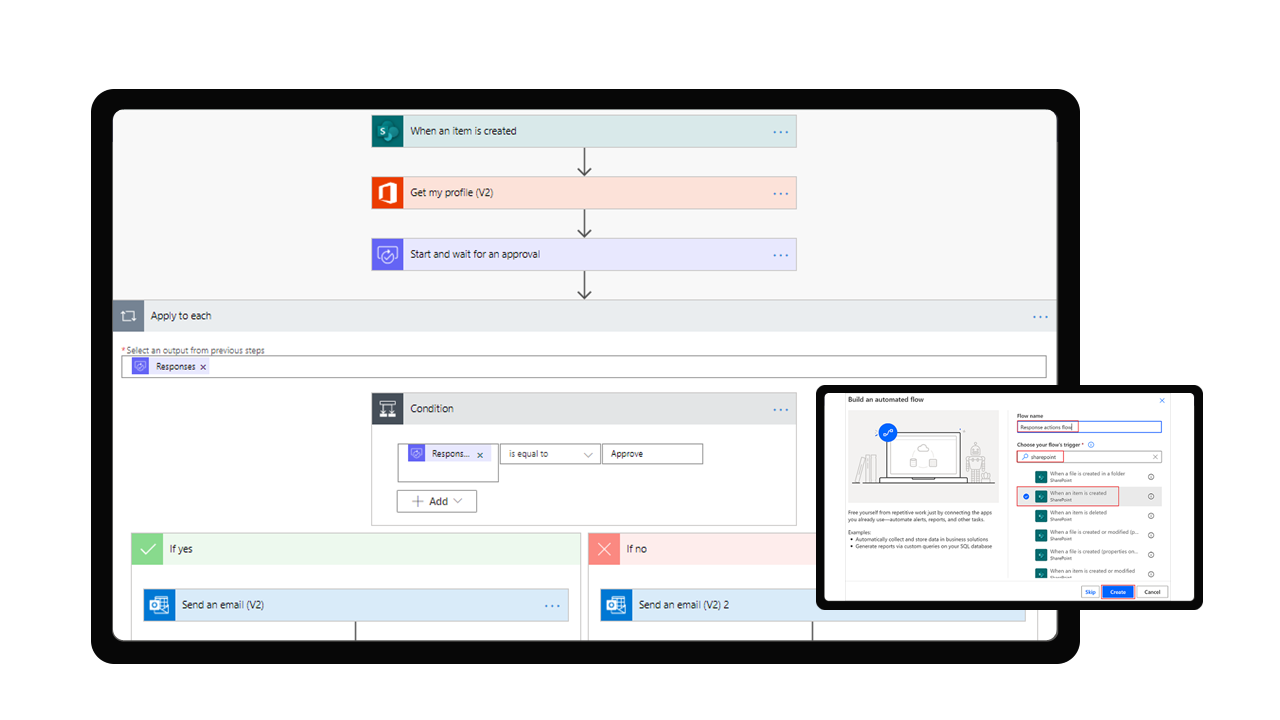 When an item is created
Get my profile (V2)
Start and wait for an approval
Apply to each
*Select an output from previous steps
Responses
Condition
Respons...
is equal to
Approve
Add
If yes
If no
Send an email (V2)
Send an email (V2) 2
Build an automated flow
Free yourself from repetitive work just by connecting the apps
you already use—automate alerts, reports, and other tasks.
Examples:
• Automatically collect and store data in business solutions
• Generate reports via custom queries on your SQL database
Flow name
Response actions flow
Choose your flow's trigger *
sharepoint
When a file is created in a folder
SharePoint
When an item is created
SharePoint
When an item is deleted
SharePoint
When a file is created or modified (p...
SharePoint
When a file is created (properties on...
SharePoint
When an item is created or modified
SharePoint
Skip
Create
Cancel